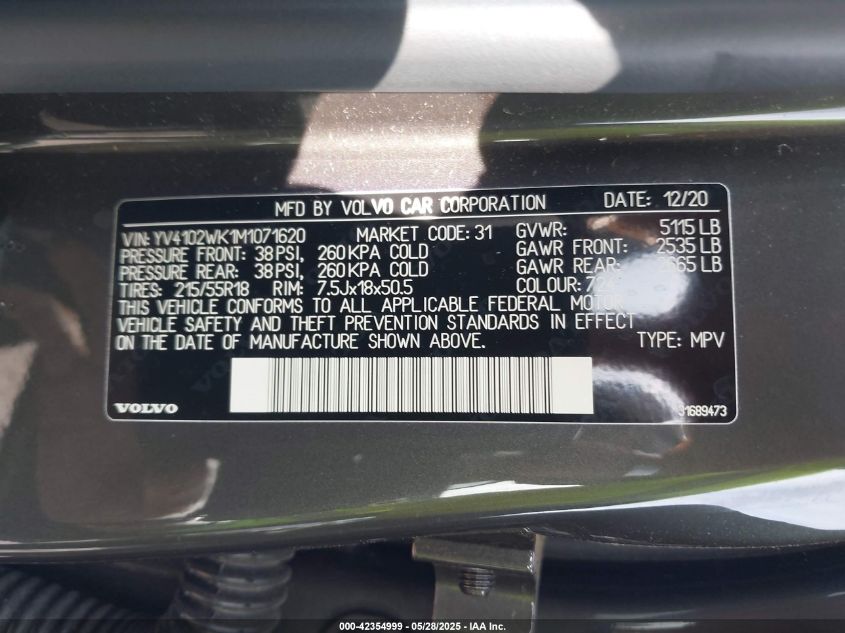 MFD BY VOLVO CAR CORPORATION DATE: 12/20
VIN: YV4102WK1M1071620 MARKET CODE: 31 GVWR: 5115 LB
PRESSURE FRONT: 38 PSI, 260 KPA COLD GAWR FRONT: 2535 LB
PRESSURE REAR: 38 PSI, 260 KPA COLD GAWR REAR: LB
TIRES: 215/55R18 RIM: 7.5Jx18x50.5 COLOUR:
THIS VEHICLE CONFORMS TO ALL APPLICABLE FEDERAL MOTOR
VEHICLE SAFETY AND THEFT PREVENTION STANDARDS IN EFFECT
ON THE DATE OF MANUFACTURE SHOWN ABOVE. TYPE: MPV
VOLVO 31689473
000-42354999 - 05/28/2025 - IAA Inc.